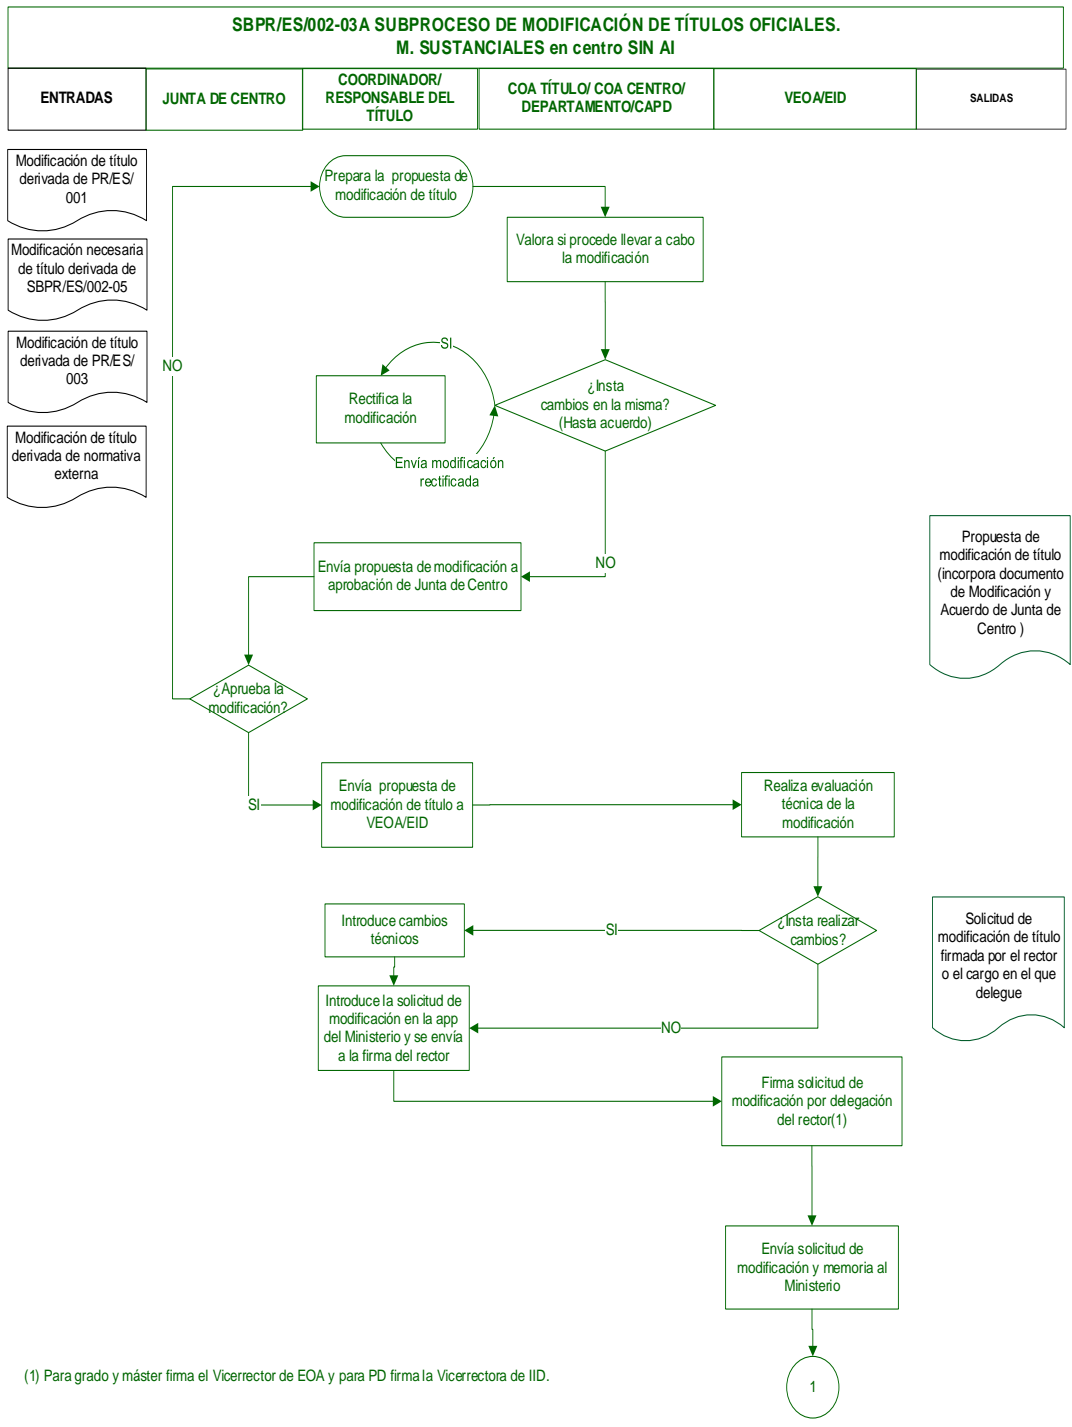 SBPR/ES/002-03A SUBPROCESO DE MODIFICACIÓN DE TÍTULOS OFICIALES.
M. SUSTANCIALES en centro SIN AI
ENTRADAS
JUNTA DE CENTRO
COORDINADOR/
RESPONSABLE DEL
TÍTULO
COA TÍTULO/ COA CENTRO/
DEPARTAMENTO/CAPD
VEOA/EID
SALIDAS
Modificación de título
derivada de PR/ES/
001
Modificación necesaria
de título derivada de
SBPR/ES/002-05
Modificación de título
derivada de PR/ES/
003
Modificación de título
derivada de normativa
externa
Prepara la propuesta de
modificación de título
Valora si procede llevar a cabo
la modificación
¿Insta
cambios en la misma?
(Hasta acuerdo)
SI
Rectifica la
modificación
Envía modificación
rectificada
NO
NO
Envía propuesta de modificación a
aprobación de Junta de Centro
Propuesta de
modificación de título
(incorpora documento
de Modificación y
Acuerdo de Junta de
Centro )
¿Aprueba la
modificación?
SI
Envía propuesta de
modificación de título a
VEOA/EID
Realiza evaluación
técnica de la
modificación
¿Insta realizar
cambios?
SI
Introduce cambios
técnicos
NO
Introduce la solicitud de
modificación en la app
del Ministerio y se envía
a la firma del rector
Solicitud de
modificación de título
firmada por el rector
o el cargo en el que
delegue
Firma solicitud de
modificación por delegación
del rector(1)
Envía solicitud de
modificación y memoria al
Ministerio
1
(1) Para grado y máster firma el Vicerrector de EOA y para PD firma la Vicerrectora de IID.